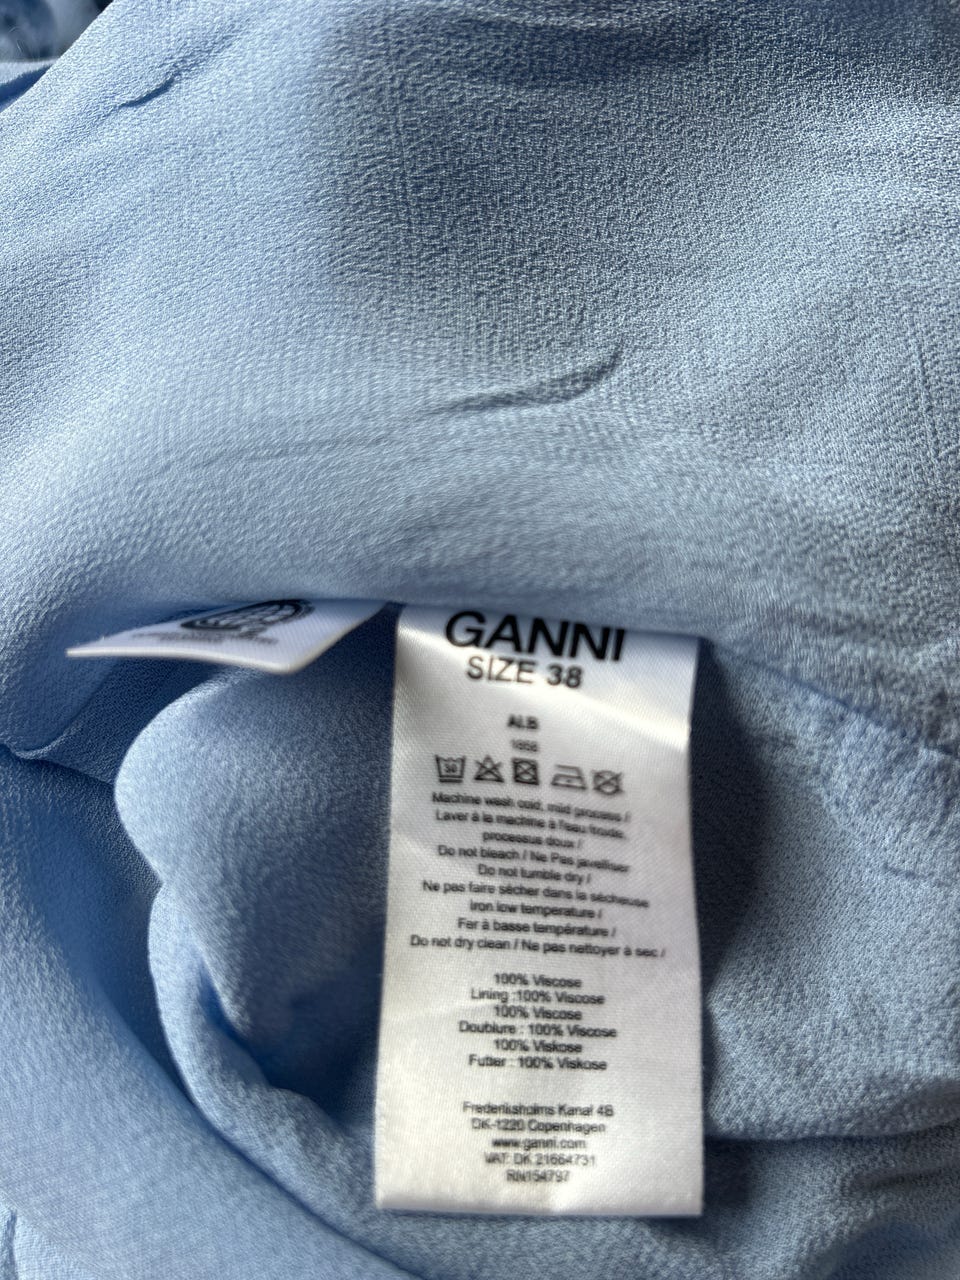 GANNI
SIZE 38
ALB
1656
30
Machine wash cold, mild process /
Laver à la machine à l'eau froide,
processus doux /
Do not bleach / Ne Pas javelliser
Do not tumble dry /
Ne pas faire sécher dans la sécheuse
Iron low temperature /
Fer à basse température /
Do not dry clean / Ne pas nettoyer à sec /
100% Viscose
Lining :100% Viscose
100% Viscose
Doublure : 100% Viscose
100% Viskose
Futter : 100% Viskose
Frederiksholms Kanal 4B
DK-1220 Copenhagen
www.ganni.com
VAT: DK 21664731
RN154797